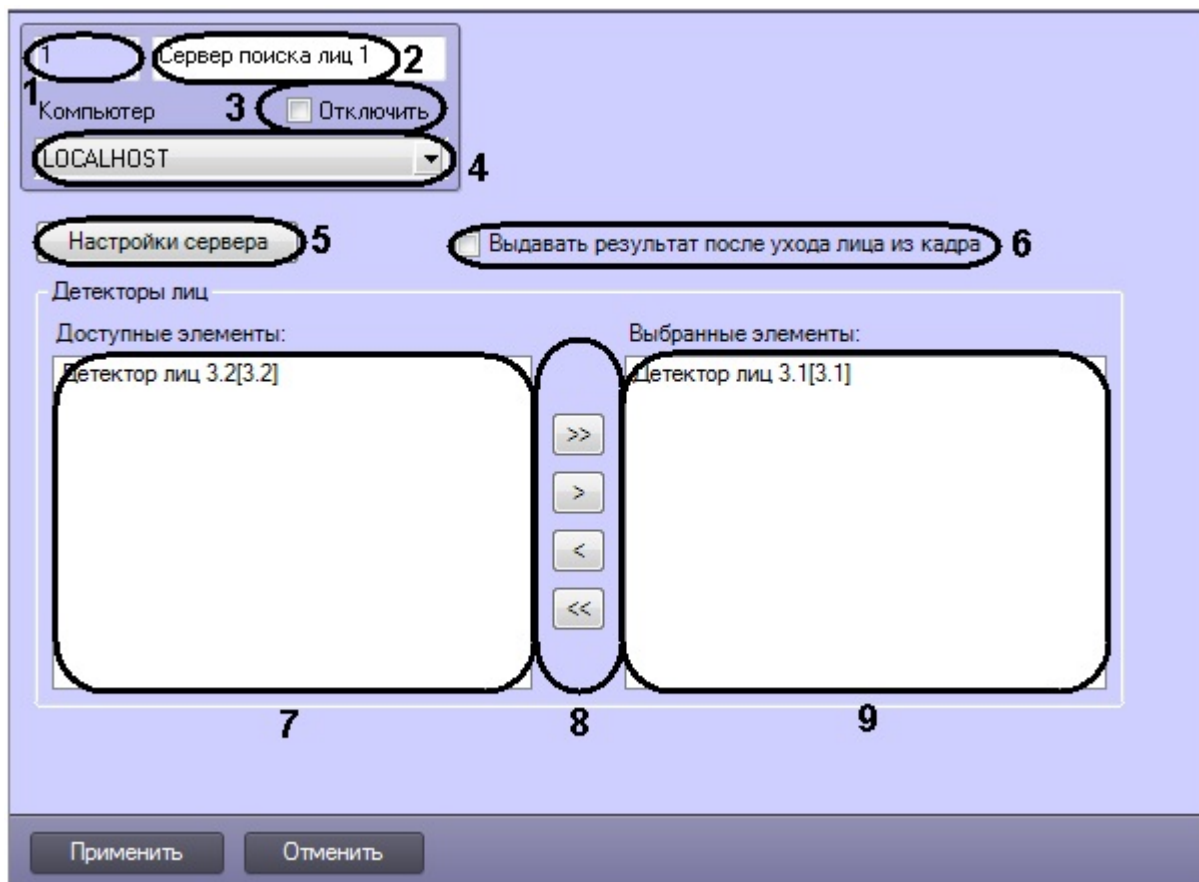 1 Сервер поиска лиц 1 2
1 Компьютер 3 Отключить
LOCALHOST 4
Настройки сервера 5 Выдавать результат после ухода лица из кадра 6
Детекторы лиц
Доступные элементы: Выбранные элементы:
Детектор лиц 3.2[3.2] Детектор лиц 3.1[3.1]
>>
>
<
<<
7 8 9
Применить Отменить